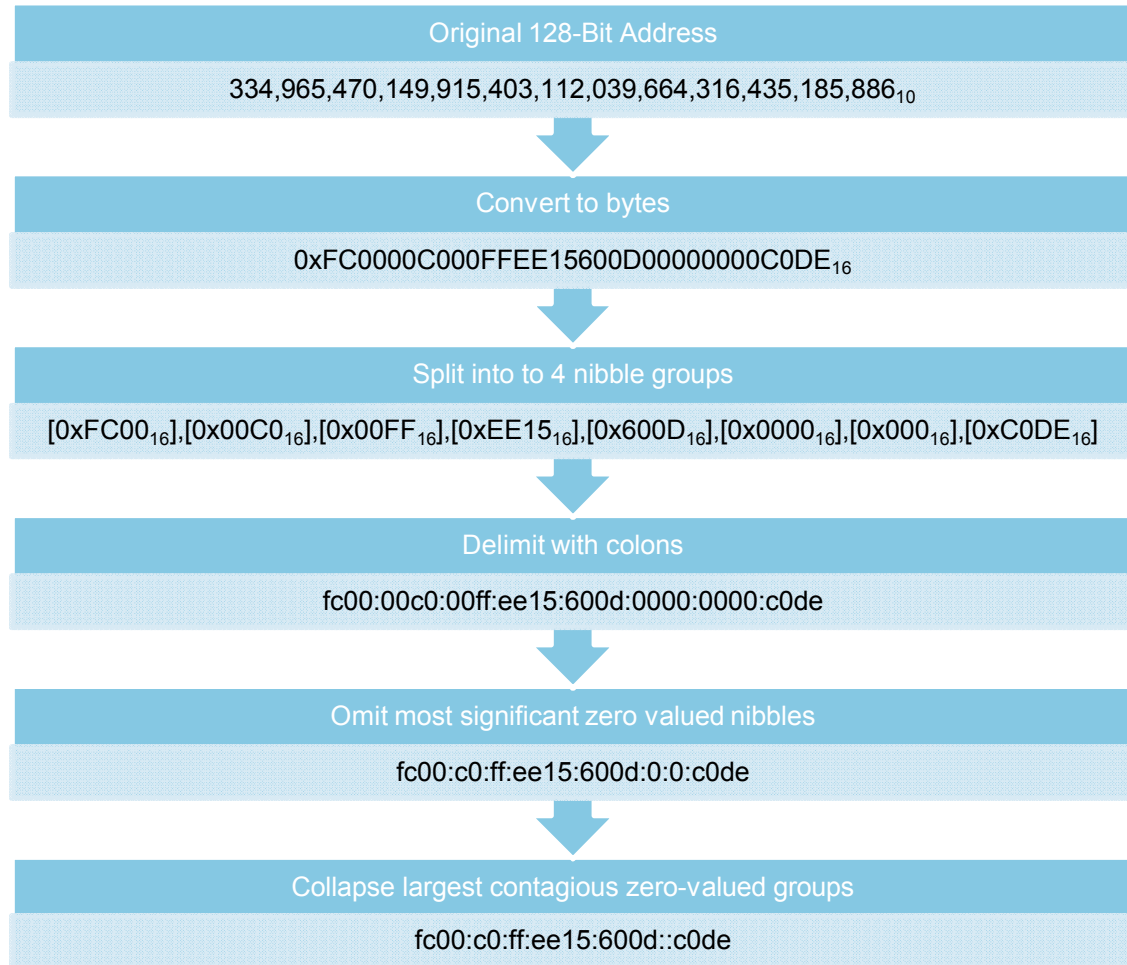 Original 128-Bit Address
334,965,470,149,915,403,112,039,664,316,435,185,886₁₀
Convert to bytes
0xFC0000C000FFEE15600D00000000C0DE₁₆
Split into to 4 nibble groups
[0xFC00₁₆],[0x00C0₁₆],[0x00FF₁₆],[0xEE15₁₆],[0x600D₁₆],[0x0000₁₆],[0x000₁₆],[0xC0DE₁₆]
Delimit with colons
fc00:00c0:00ff:ee15:600d:0000:0000:c0de
Omit most significant zero valued nibbles
fc00:c0:ff:ee15:600d:0:0:c0de
Collapse largest contagious zero-valued groups
fc00:c0:ff:ee15:600d::c0de